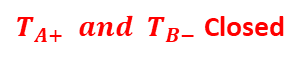 T_{A+} and T_{B−} Closed